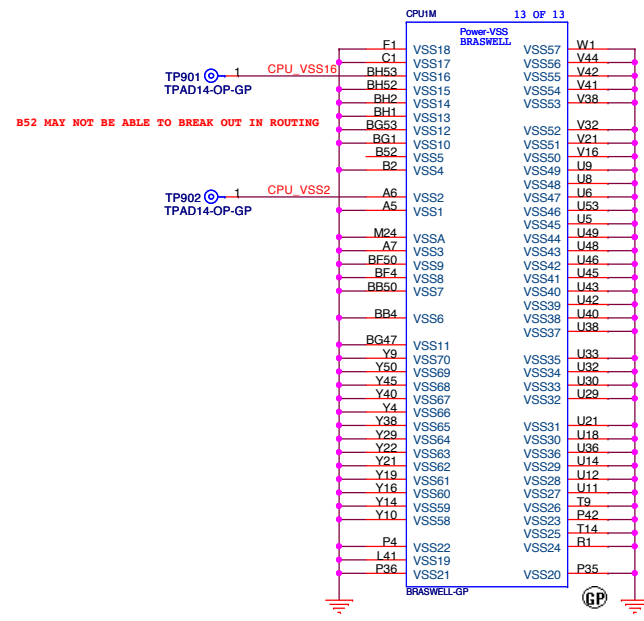 CPU1M 13 OF 13
Power-VSS
BRASWELL
F1 VSS18 VSS57 W1
C1 VSS17 VSS56 V44
TP901 1 CPU_VSS16 BH53 VSS16 VSS55 V42
TPAD14-OP-GP BH52 VSS15 VSS54 V41
BH2 VSS14 VSS53 V38
BH1 VSS13
B52 MAY NOT BE ABLE TO BREAK OUT IN ROUTING BG53 VSS12 VSS52 V32
BG1 VSS10 VSS51 V21
B52 VSS5 VSS50 V16
B2 VSS4 VSS49 U9
VSS48 U8
TP902 1 CPU_VSS2 A6 VSS2 VSS47 U6
TPAD14-OP-GP A5 VSS1 VSS46 U53
VSS45 U5
M24 VSSA VSS44 U49
A7 VSS3 VSS43 U48
BF50 VSS9 VSS42 U46
BF4 VSS8 VSS41 U45
BB50 VSS7 VSS40 U43
VSS39 U42
BB4 VSS6 VSS38 U40
VSS37 U38
BG47 VSS11
Y9 VSS70 VSS35 U33
Y50 VSS69 VSS34 U32
Y45 VSS68 VSS33 U30
Y40 VSS67 VSS32 U29
Y4 VSS66
Y38 VSS65 VSS31 U21
Y29 VSS64 VSS30 U18
Y22 VSS63 VSS36 U36
Y21 VSS62 VSS29 U14
Y19 VSS61 VSS28 U12
Y16 VSS60 VSS27 U11
Y14 VSS59 VSS26 T9
Y10 VSS58 VSS23 P42
VSS25 T14
P4 VSS22 VSS24 R1
L41 VSS19
P36 VSS21 VSS20 P35
BRASWELL-GP GP